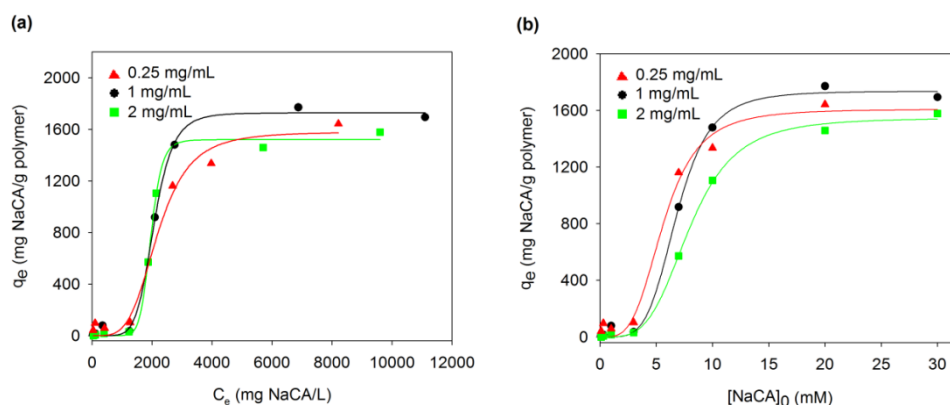 (a)
2000
1600
1200
800
400
0
qe (mg NaCA/g polymer)
0.25 mg/mL
1 mg/mL
2 mg/mL
0 2000 4000 6000 8000 10000 12000
Ce (mg NaCA/L)
(b)
2000
1600
1200
800
400
0
qe (mg NaCA/g polymer)
0.25 mg/mL
1 mg/mL
2 mg/mL
0 5 10 15 20 25 30
[NaCA]0 (mM)